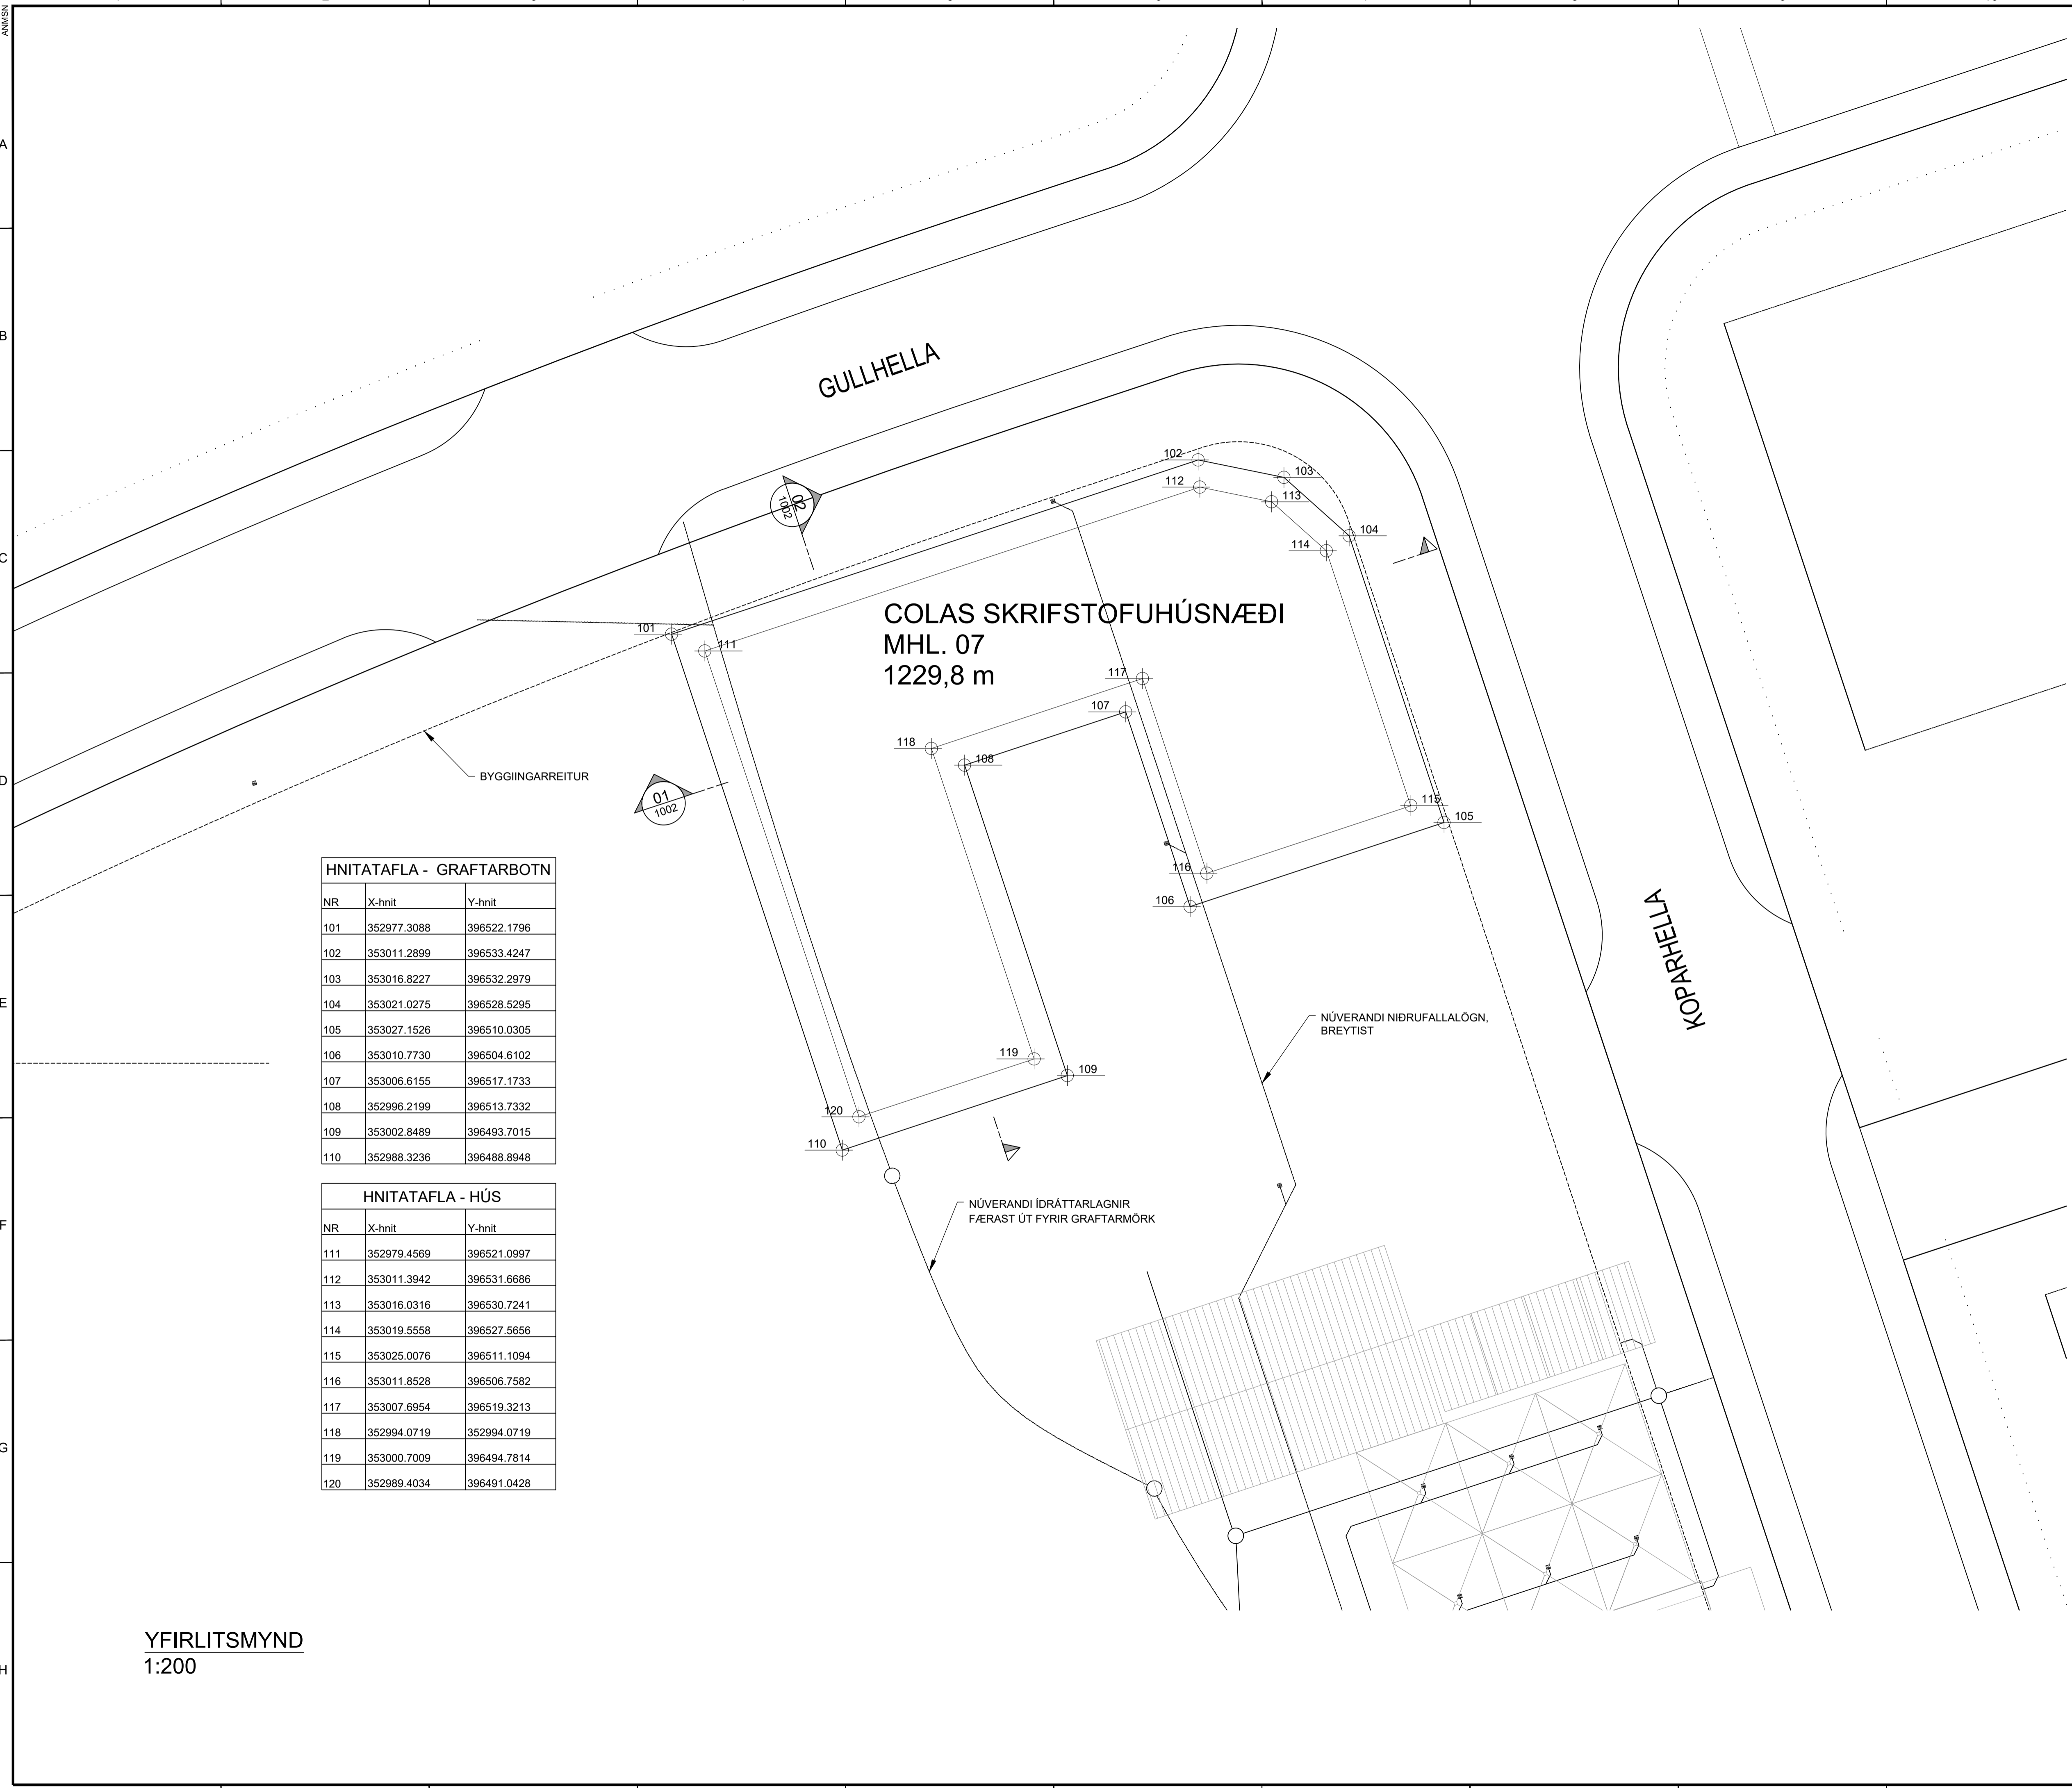 ANMSN
A
B
C
D
E
F
G
H
GULLHELLA
02
1002
102
103
112
113
104
114
COLAS SKRIFSTOFUHÚSNÆÐI
MHL. 07
1229,8 m
101
111
117
107
118
108
BYGGIINGARREITUR
01
1002
115
105
116
106
KOPARHELLA
NÚVERANDI NIÐRUFALLALÖGN,
BREYTIST
119
109
120
110
NÚVERANDI ÍDRÁTTARLAGNIR
FÆRAST ÚT FYRIR GRAFTARMÖRK
HNITATAFLA - GRAFTARBOTN
NR X-hnit Y-hnit
101 352977.3088 396522.1796
102 353011.2899 396533.4247
103 353016.8227 396532.2979
104 353021.0275 396528.5295
105 353027.1526 396510.0305
106 353010.7730 396504.6102
107 353006.6155 396517.1733
108 352996.2199 396513.7332
109 353002.8489 396493.7015
110 352988.3236 396488.8948
HNITATAFLA - HÚS
NR X-hnit Y-hnit
111 352979.4569 396521.0997
112 353011.3942 396531.6686
113 353016.0316 396530.7241
114 353019.5558 396527.5656
115 353025.0076 396511.1094
116 353011.8528 396506.7582
117 353007.6954 396519.3213
118 352994.0719 352994.0719
119 353000.7009 396494.7814
120 352989.4034 396491.0428
YFIRLITSMYND
1:200